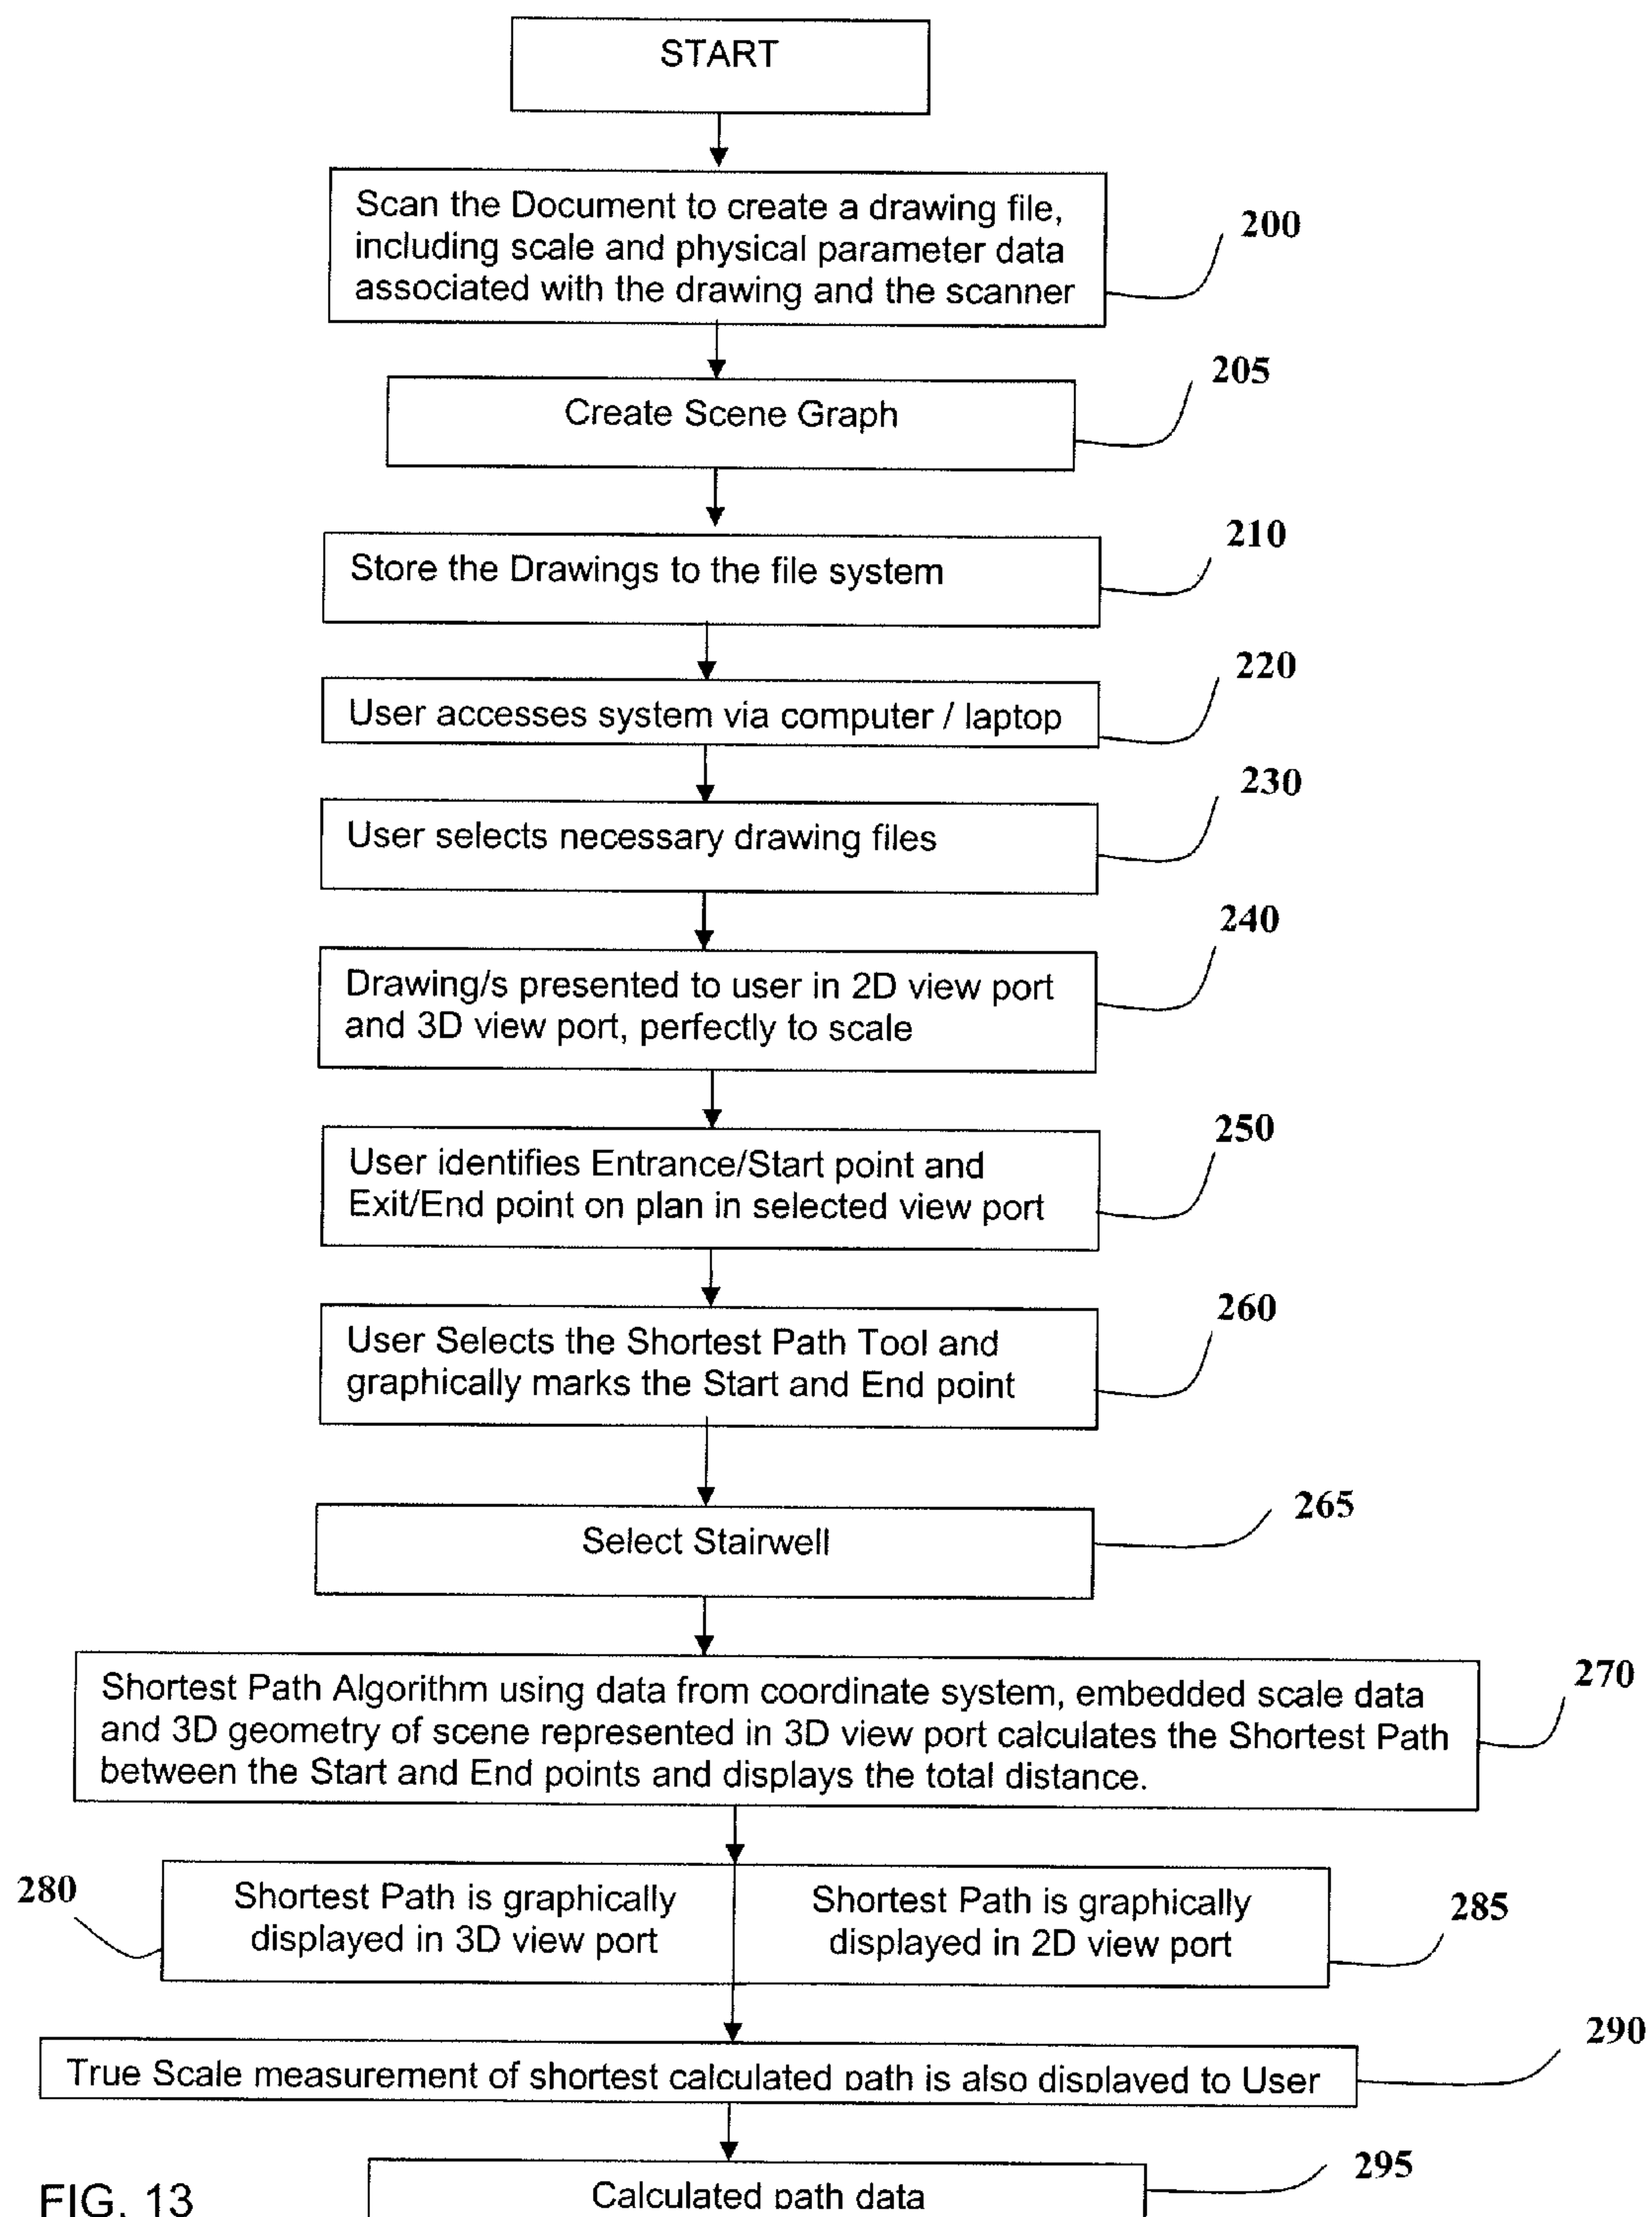 START
Scan the Document to create a drawing file,
including scale and physical parameter data
associated with the drawing and the scanner
200
205
Create Scene Graph
210
Store the Drawings to the file system
220
User accesses system via computer / laptop
230
User selects necessary drawing files
240
Drawing/s presented to user in 2D view port
and 3D view port, perfectly to scale
250
User identifies Entrance/Start point and
Exit/End point on plan in selected view port
260
User Selects the Shortest Path Tool and
graphically marks the Start and End point
265
Select Stairwell
270
Shortest Path Algorithm using data from coordinate system, embedded scale data
and 3D geometry of scene represented in 3D view port calculates the Shortest Path
between the Start and End points and displays the total distance.
280
Shortest Path is graphically
displayed in 3D view port
Shortest Path is graphically
displayed in 2D view port
285
290
True Scale measurement of shortest calculated path is also displayed to User
295
Calculated path data
FIG. 13